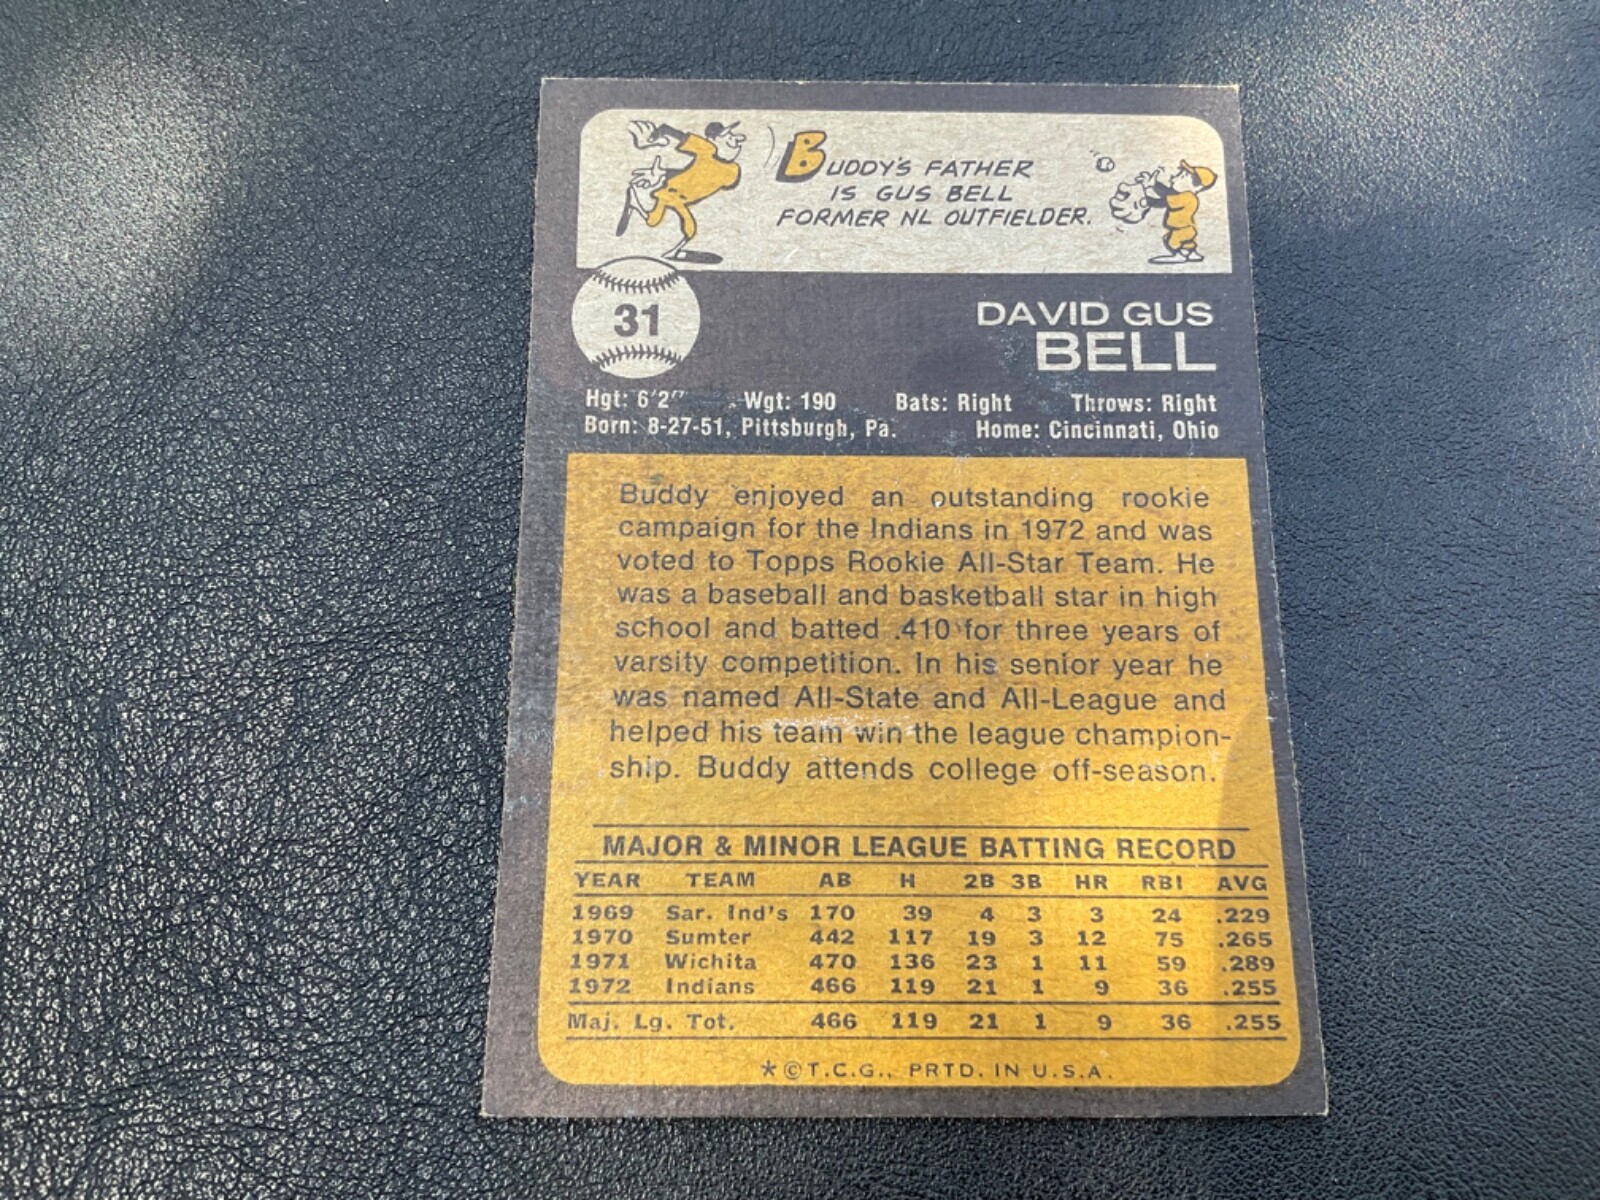 BUDDY'S FATHER
IS GUS BELL
FORMER NL OUTFIELDER.
31
DAVID GUS
BELL
Hgt: 6'2" Wgt: 190 Bats: Right Throws: Right
Born: 8-27-51, Pittsburgh, Pa. Home: Cincinnati, Ohio
Buddy enjoyed an outstanding rookie
campaign for the Indians in 1972 and was
voted to Topps Rookie All-Star Team. He
was a baseball and basketball star in high
school and batted .410 for three years of
varsity competition. In his senior year he
was named All-State and All-League and
helped his team win the league champion-
ship. Buddy attends college off-season.
MAJOR & MINOR LEAGUE BATTING RECORD
YEAR TEAM AB H 2B 3B HR RBI AVG
1969 Sar. Ind's 170 39 4 3 3 24 .229
1970 Sumter 442 117 19 3 12 75 .265
1971 Wichita 470 136 23 1 11 59 .289
1972 Indians 466 119 21 1 9 36 .255
Maj. Lg. Tot. 466 119 21 1 9 36 .255
*©T.C.G., PRTD. IN U.S.A.